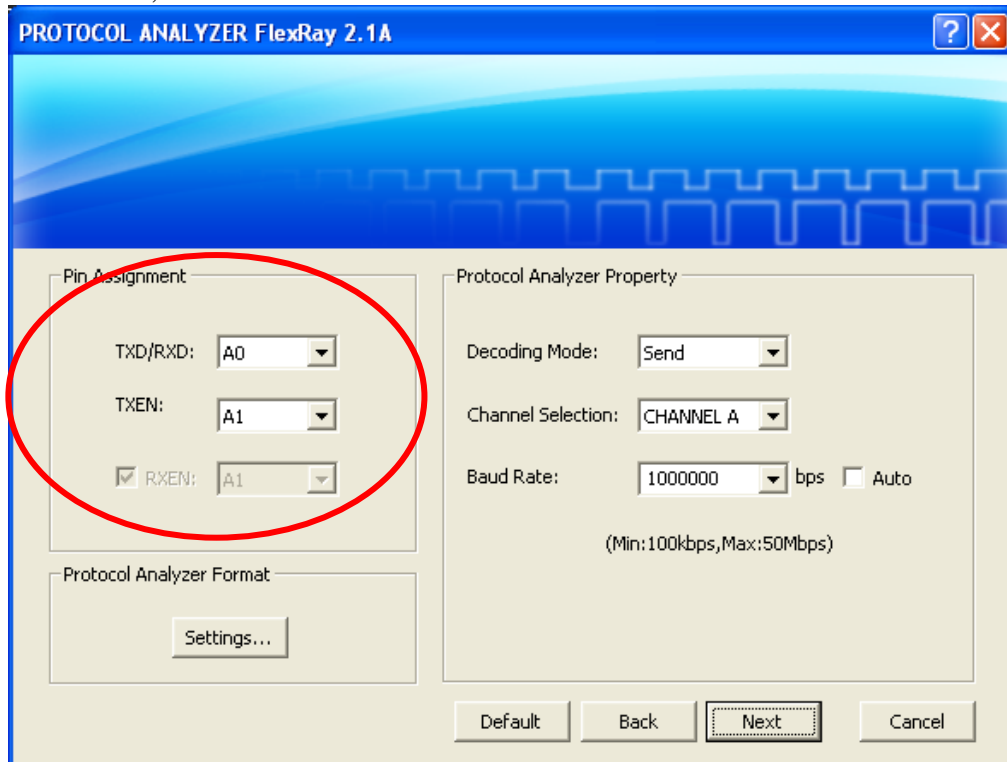 PROTOCOL ANALYZER FlexRay 2.1A
Pin Assignment
TXD/RXD: A0
TXEN: A1
RXEN: A1
Protocol Analyzer Format
Settings...
Protocol Analyzer Property
Decoding Mode: Send
Channel Selection: CHANNEL A
Baud Rate: 1000000 bps Auto
(Min:100kbps,Max:50Mbps)
Default Back Next Cancel